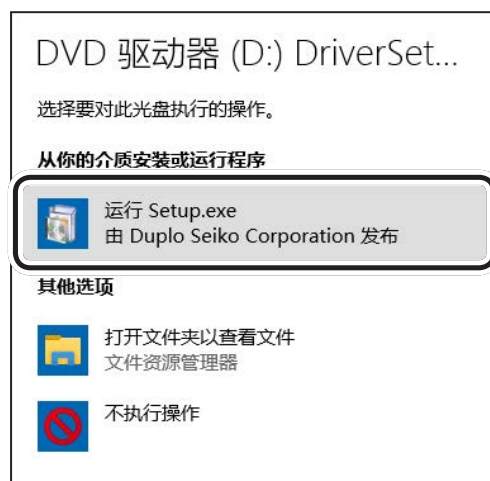 DVD 驱动器 (D:) DriverSet...
选择要对此光盘执行的操作。
从你的介质安装或运行程序
运行 Setup.exe
由 Duplo Seiko Corporation 发布
其他选项
打开文件夹以查看文件
文件资源管理器
不执行操作